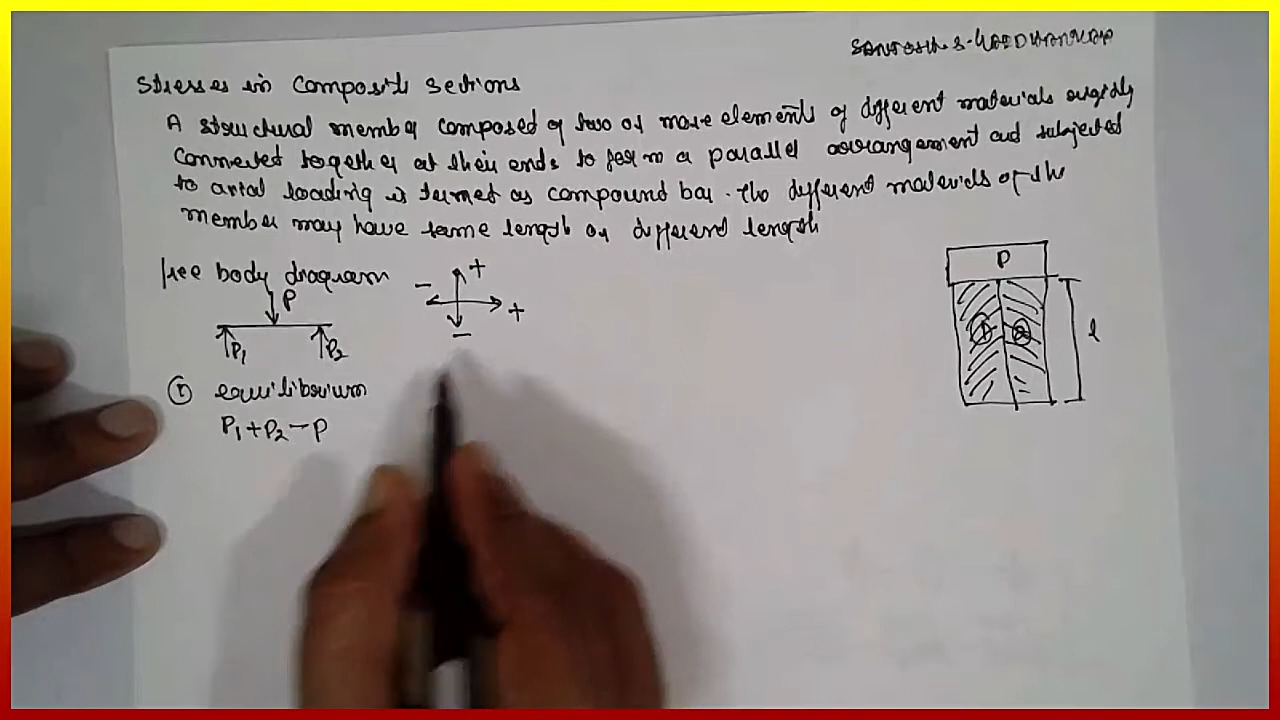 Stresses in Composite Sections
A structural member composed of two or more elements of different materials rigidly
connected together at their ends to form a parallel arrangement and subjected
to axial loading is termed as compound bar. The different materials of the
member may have same length or different length
free body diagram
+
-
+
-
P
P1
P2
① equilibrium
P1+P2-P
P
1
2
l